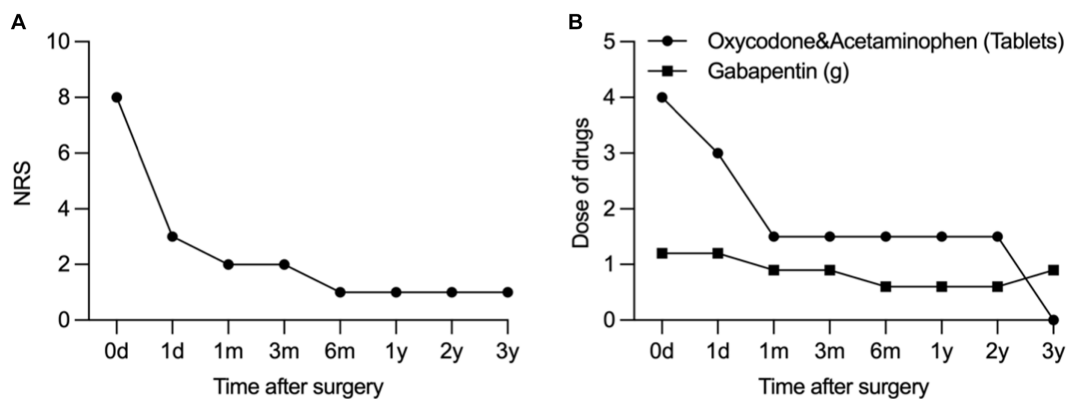 A
NRS
10
8
6
4
2
0
0d 1d 1m 3m 6m 1y 2y 3y
Time after surgery
B
Oxycodone&Acetaminophen (Tablets)
Gabapentin (g)
Dose of drugs
5
4
3
2
1
0
0d 1d 1m 3m 6m 1y 2y 3y
Time after surgery